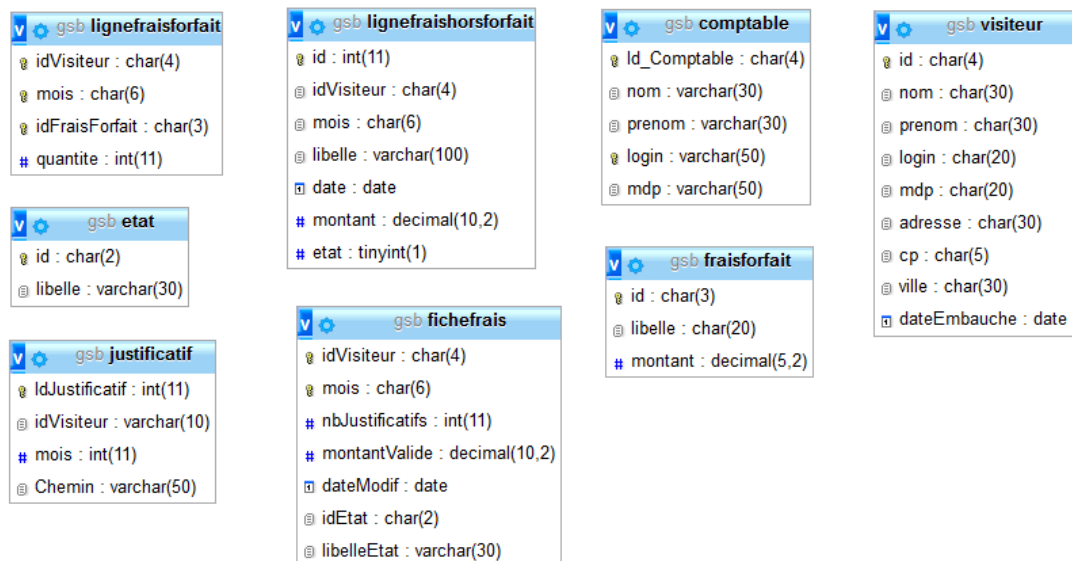 v gsb lignefraisforfait
idVisiteur : char(4)
mois : char(6)
idFraisForfait : char(3)
# quantite : int(11)
v gsb etat
id : char(2)
libelle : varchar(30)
v gsb justificatif
IdJustificatif : int(11)
idVisiteur : varchar(10)
# mois : int(11)
Chemin : varchar(50)
v gsb lignefraishorsforfait
id : int(11)
idVisiteur : char(4)
mois : char(6)
libelle : varchar(100)
date : date
# montant : decimal(10,2)
# etat : tinyint(1)
v gsb fichefrais
idVisiteur : char(4)
mois : char(6)
# nbJustificatifs : int(11)
# montantValide : decimal(10,2)
dateModif : date
idEtat : char(2)
libelleEtat : varchar(30)
v gsb comptable
Id_Comptable : char(4)
nom : varchar(30)
prenom : varchar(30)
login : varchar(50)
mdp : varchar(50)
v gsb fraisforfait
id : char(3)
libelle : char(20)
# montant : decimal(5,2)
v gsb visiteur
id : char(4)
nom : char(30)
prenom : char(30)
login : char(20)
mdp : char(20)
adresse : char(30)
cp : char(5)
ville : char(30)
dateEmbauche : date